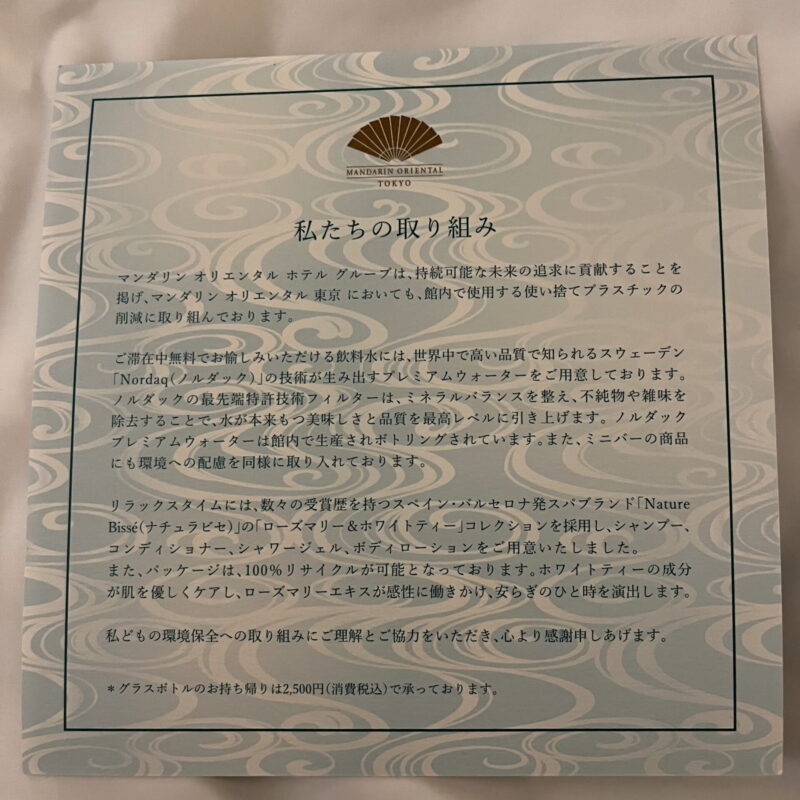 MANDARIN ORIENTAL
TOKYO
私たちの取り組み
マンダリン オリエンタル ホテル グループは、持続可能な未来の追求に貢献することを
掲げ、マンダリン オリエンタル 東京 においても、館内で使用する使い捨てプラスチックの
削減に取り組んでおります。
ご滞在中無料でお愉しみいただける飲料水には、世界中で高い品質で知られるスウェーデン
「Nordaq(ノルダック)」の技術が生み出すプレミアムウォーターをご用意しております。
ノルダックの最先端特許技術フィルターは、ミネラルバランスを整え、不純物や雑味を
除去することで、水が本来もつ美味しさと品質を最高レベルに引き上げます。 ノルダック
プレミアムウォーターは館内で生産されボトリングされています。また、ミニバーの商品
にも環境への配慮を同様に取り入れております。
リラックスタイムには、数々の受賞歴を持つスペイン・バルセロナ発スパブランド「Nature
Bissé(ナチュラビセ)」の「ローズマリー&ホワイトティー」コレクションを採用し、シャンプー、
コンディショナー、シャワージェル、ボディローションをご用意いたしました。
また、パッケージは、100%リサイクルが可能となっております。ホワイトティーの成分
が肌を優しくケアし、ローズマリーエキスが感性に働きかけ、安らぎのひと時を演出します。
私どもの環境保全への取り組みにご理解とご協力をいただき、心より感謝申しあげます。
*グラスボトルのお持ち帰りは2,500円(消費税込)で承っております。